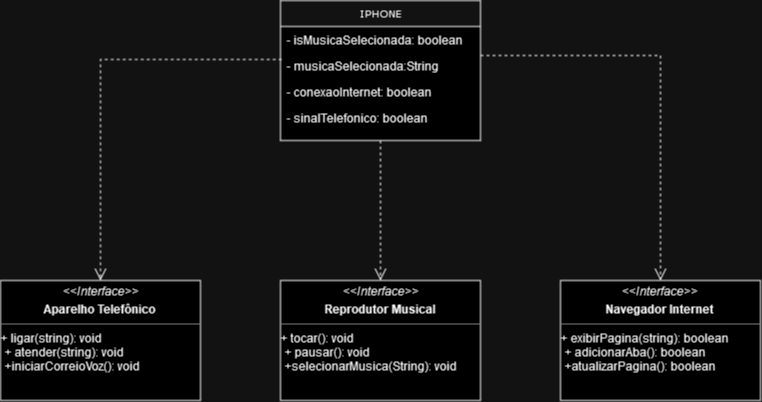 IPHONE
- isMusicaSelecionada: boolean
- musicaSelecionada:String
- conexaoInternet: boolean
- sinalTelefonico: boolean
<<Interface>>
Aparelho Telefônico
+ ligar(string): void
+ atender(string): void
+iniciarCorreioVoz(): void
<<Interface>>
Reprodutor Musical
+ tocar(): void
+ pausar(): void
+selecionarMusica(String): void
<<Interface>>
Navegador Internet
+ exibirPagina(string): boolean
+ adicionarAba(): boolean
+atualizarPagina(): boolean